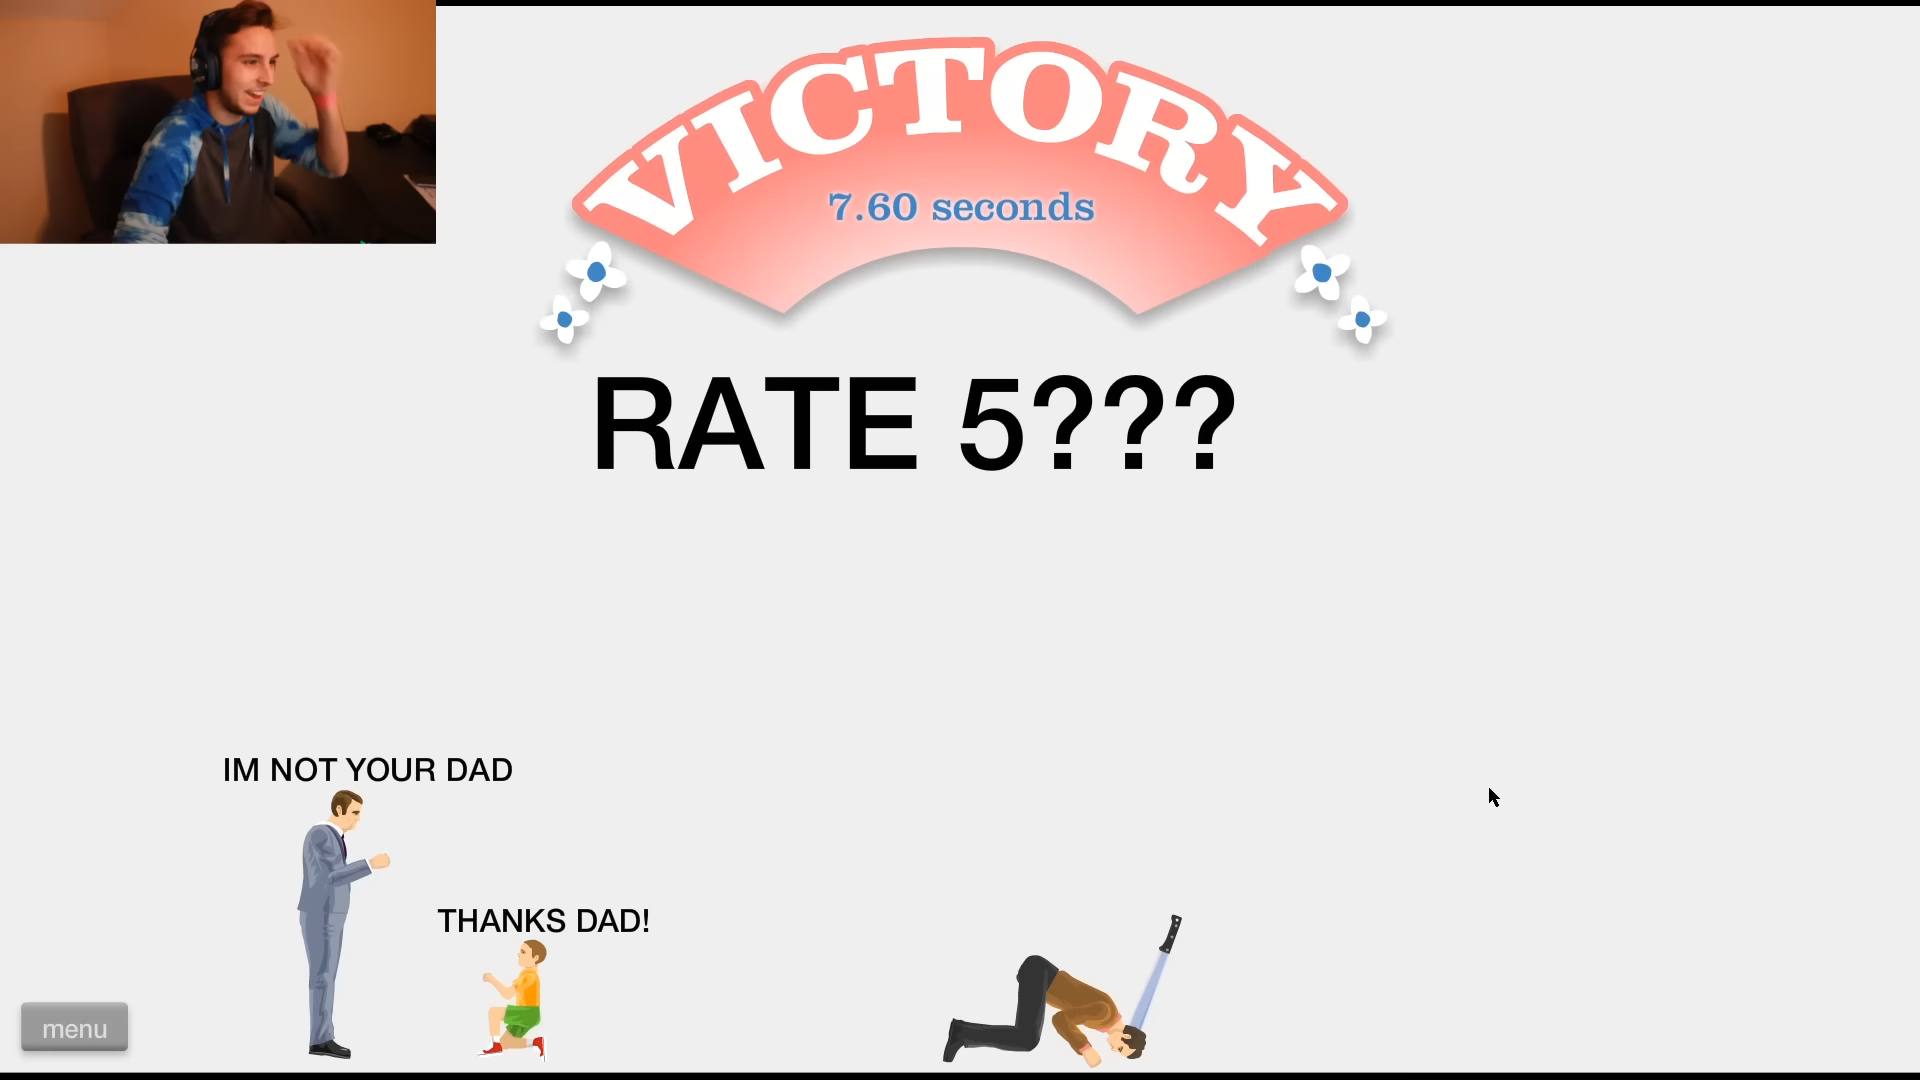 VICTORY
7.60 seconds
RATE 5???
IM NOT YOUR DAD
THANKS DAD!
menu